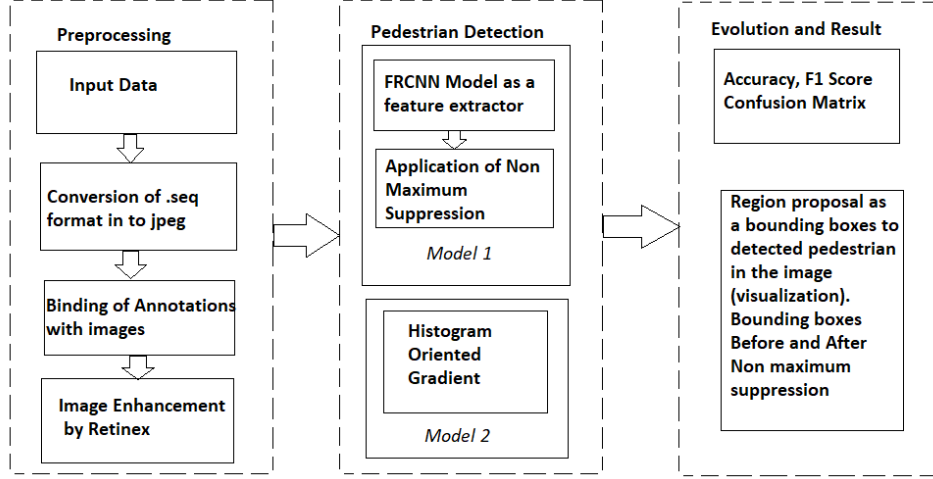 Preprocessing
Input Data
Conversion of .seq
format in to jpeg
Binding of Annotations
with images
Image Enhancement
by Retinex
Pedestrian Detection
FRCNN Model as a
feature extractor
Application of Non
Maximum
Suppression
Model 1
Histogram
Oriented
Gradient
Model 2
Evolution and Result
Accuracy, F1 Score
Confusion Matrix
Region proposal as
a bounding boxes to
detected pedestrian
in the image
(visualization).
Bounding boxes
Before and After
Non maximum
suppression